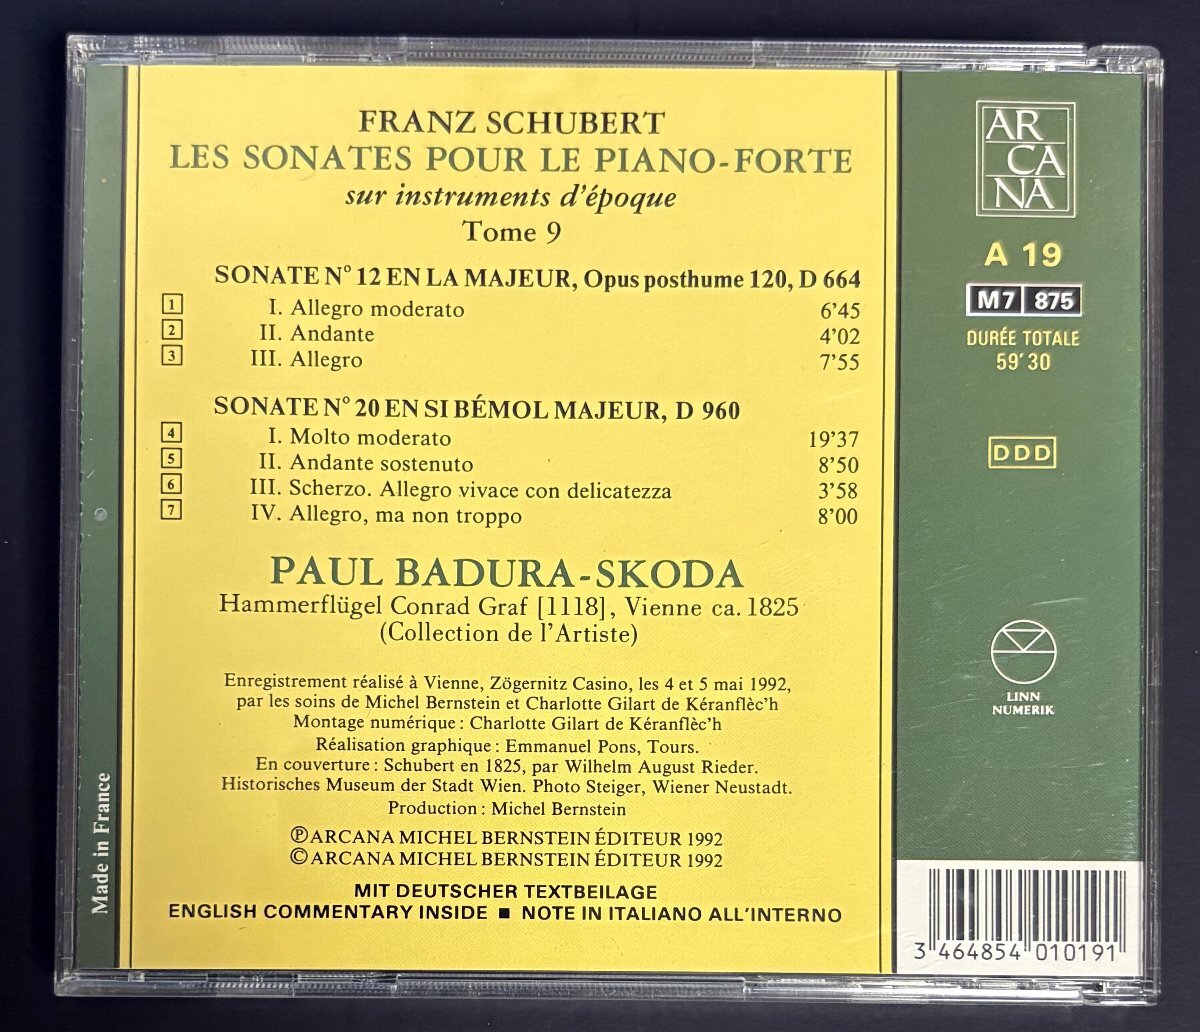 FRANZ SCHUBERT
LES SONATES POUR LE PIANO-FORTE
sur instruments d'époque
Tome 9
SONATE N° 12 EN LA MAJEUR, Opus posthume 120, D 664
1 I. Allegro moderato 6'45
2 II. Andante 4'02
3 III. Allegro 7'55
SONATE N° 20 EN SI BÉMOL MAJEUR, D 960
4 I. Molto moderato 19'37
5 II. Andante sostenuto 8'50
6 III. Scherzo. Allegro vivace con delicatezza 3'58
7 IV. Allegro, ma non troppo 8'00
PAUL BADURA-SKODA
Hammerflügel Conrad Graf [1118], Vienne ca. 1825
(Collection de l'Artiste)
Enregistrement réalisé à Vienne, Zögernitz Casino, les 4 et 5 mai 1992,
par les soins de Michel Bernstein et Charlotte Gilart de Kéranflèc'h
Montage numérique : Charlotte Gilart de Kéranflèc'h
Réalisation graphique : Emmanuel Pons, Tours.
En couverture : Schubert en 1825, par Wilhelm August Rieder.
Historisches Museum der Stadt Wien. Photo Steiger, Wiener Neustadt.
Production : Michel Bernstein
Ⓟ ARCANA MICHEL BERNSTEIN ÉDITEUR 1992
© ARCANA MICHEL BERNSTEIN ÉDITEUR 1992
MIT DEUTSCHER TEXTBEILAGE
ENGLISH COMMENTARY INSIDE ■ NOTE IN ITALIANO ALL'INTERNO
Made in France
AR
CA
NA
A 19
M7 875
DURÉE TOTALE
59'30
DDD
LINN
NUMERIK
3 464854 010191